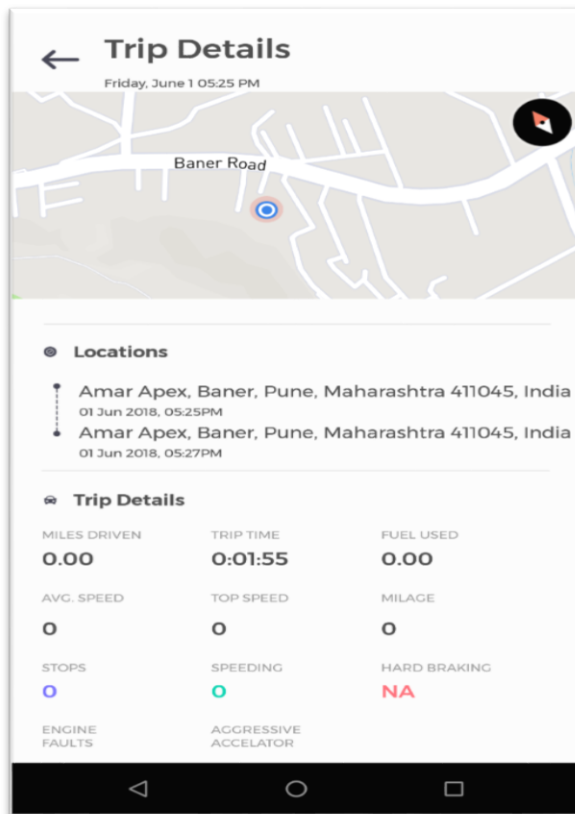 Trip Details
Friday, June 1 05:25 PM
Baner Road
Locations
Amar Apex, Baner, Pune, Maharashtra 411045, India
01 Jun 2018, 05:25PM
Amar Apex, Baner, Pune, Maharashtra 411045, India
01 Jun 2018, 05:27PM
Trip Details
MILES DRIVEN TRIP TIME FUEL USED
0.00 0:01:55 0.00
AVG. SPEED TOP SPEED MILAGE
0 0 0
STOPS SPEEDING HARD BRAKING
0 0 NA
ENGINE AGGRESSIVE
FAULTS ACCELATOR